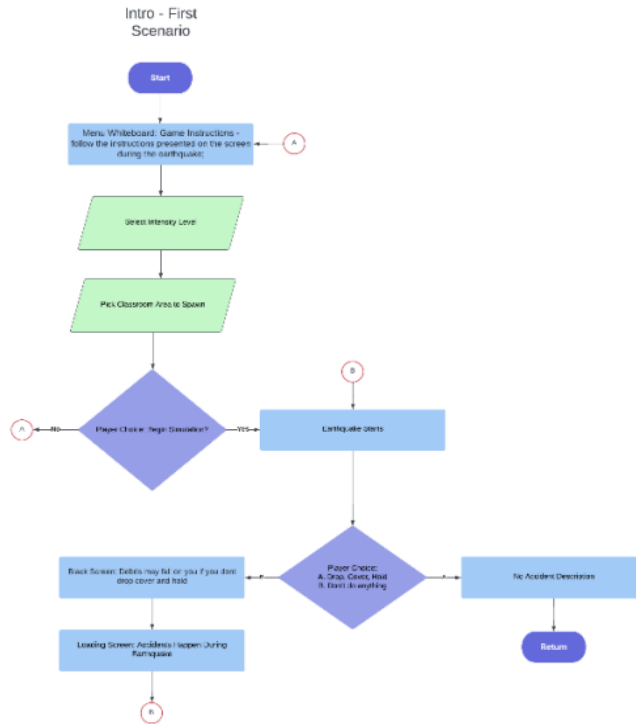 Intro - First
Scenario
Start
Menu Whiteboard: Game Instructions -
follow the instructions presented on the screen
during the earthquake;
A
Select Intensity Level
Pick Classroom Area to Spawn
B
A
No
Player Choice: Begin Simulation?
Yes
Earthquake Starts
Black Screen: Debris may fall on you if you dont
drop cover and hold
Player Choice:
A. Drop, Cover, Hold
B. Don't do anything
No Accident Description
Loading Screen: Accidents Happen During
Earthquake
Return
B